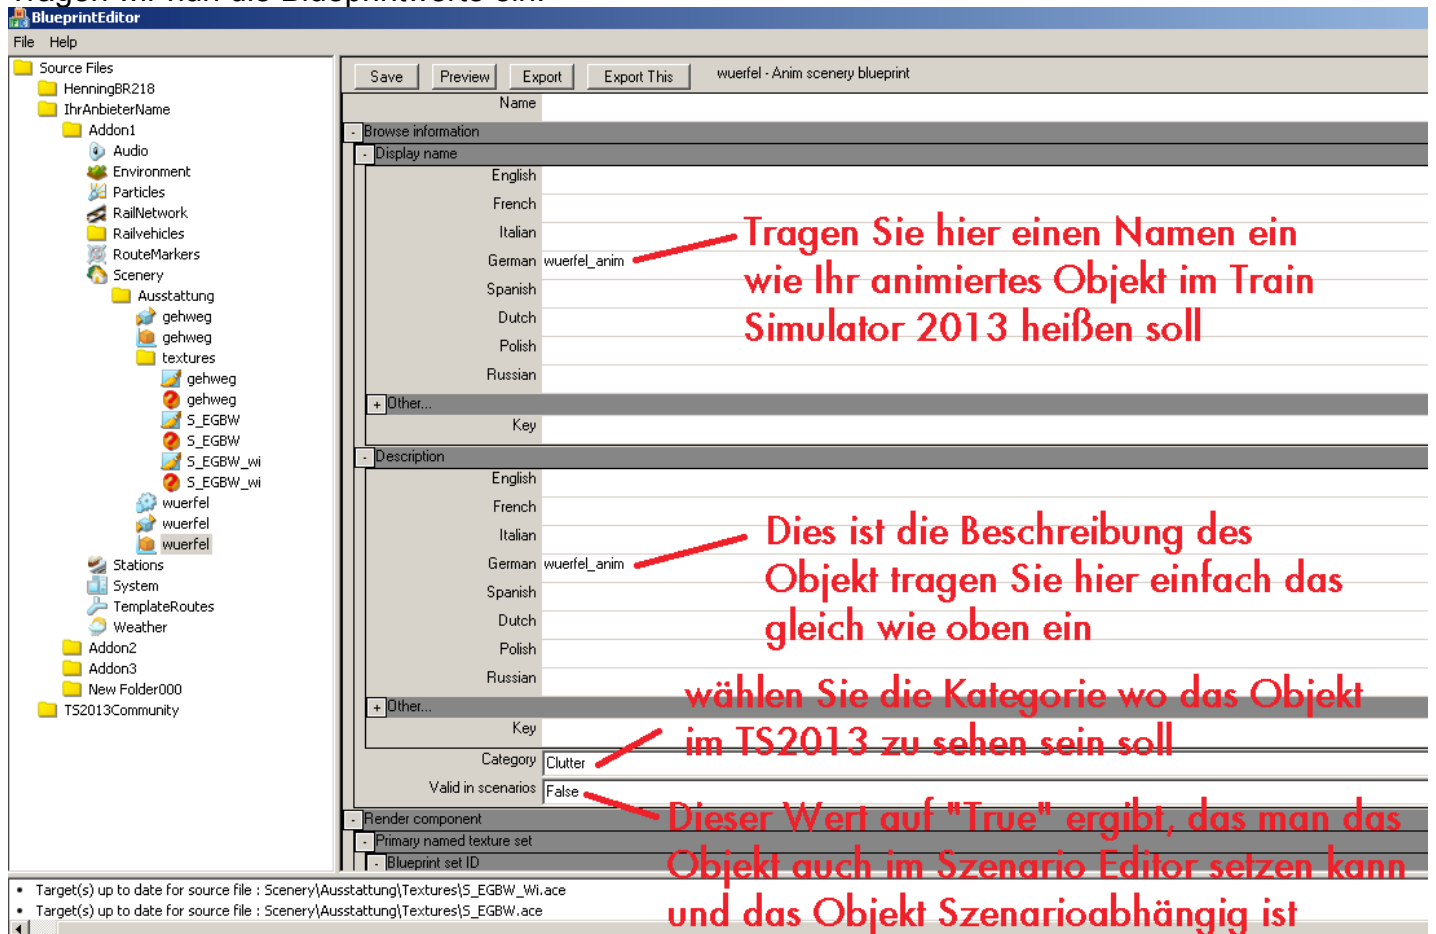 Tragen wir nun die Blueprintwerte ein.
BlueprintEditor
File Help
Source Files
HenningBR218
IhrAnbieterName
Addon1
Audio
Environment
Particles
RailNetwork
Railvehicles
RouteMarkers
Scenery
Ausstattung
gehweg
gehweg
textures
gehweg
gehweg
S_EGBW
S_EGBW
S_EGBW_wi
S_EGBW_wi
wuerfel
wuerfel
wuerfel
Stations
System
TemplateRoutes
Weather
Addon2
Addon3
New Folder000
TS2013Community
Save Preview Export Export This wuerfel - Anim scenery blueprint
Name
Browse information
Display name
English
French
Italian
German wuerfel_anim
Spanish
Dutch
Polish
Russian
Other...
Key
Tragen Sie hier einen Namen ein
wie Ihr animiertes Objekt im Train
Simulator 2013 heißen soll
Description
English
French
Italian
German wuerfel_anim
Spanish
Dutch
Polish
Russian
Other...
Key
Dies ist die Beschreibung des
Objekt tragen Sie hier einfach das
gleich wie oben ein
wählen Sie die Kategorie wo das Objekt
im TS2013 zu sehen sein soll
Category Clutter
Valid in scenarios False
Render component
Primary named texture set
Blueprint set ID
Dieser Wert auf "True" ergibt, das man das
Objekt auch im Szenario Editor setzen kann
und das Objekt Szenarioabhängig ist
Target(s) up to date for source file : Scenery\Ausstattung\Textures\S_EGBW_Wi.ace
Target(s) up to date for source file : Scenery\Ausstattung\Textures\S_EGBW.ace